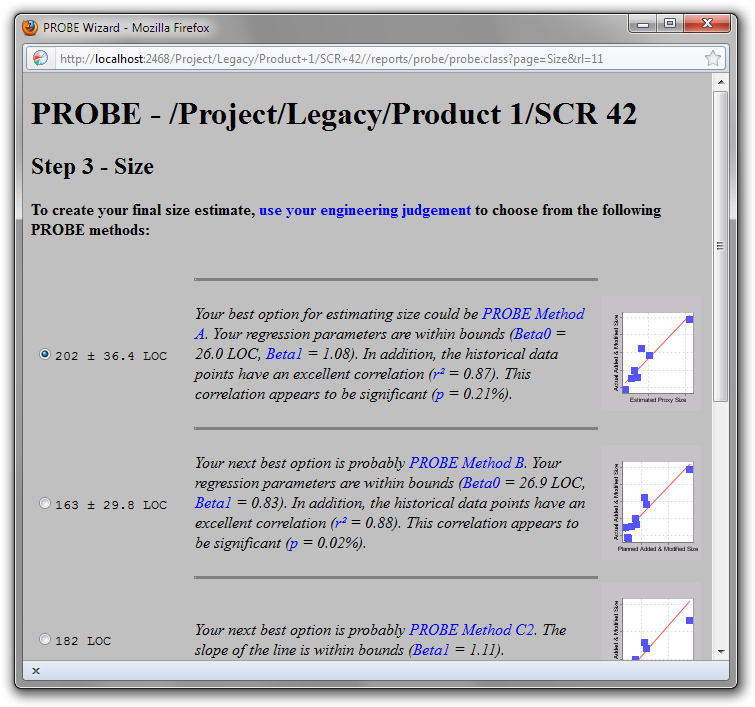 PROBE Wizard - Mozilla Firefox
http://localhost:2468/Project/Legacy/Product+1/SCR+42//reports/probe/probe.class?page=Size&rl=11
PROBE - /Project/Legacy/Product 1/SCR 42
Step 3 - Size
To create your final size estimate, use your engineering judgement to choose from the following
PROBE methods:
202 ± 36.4 LOC
Your best option for estimating size could be PROBE Method
A. Your regression parameters are within bounds (Beta0 =
26.0 LOC, Beta1 = 1.08). In addition, the historical data
points have an excellent correlation (r² = 0.87). This
correlation appears to be significant (p = 0.21%).
Actual Added & Modified Size
Estimated Proxy Size
163 ± 29.8 LOC
Your next best option is probably PROBE Method B. Your
regression parameters are within bounds (Beta0 = 26.9 LOC,
Beta1 = 0.83). In addition, the historical data points have an
excellent correlation (r² = 0.88). This correlation appears to
be significant (p = 0.02%).
Actual Added & Modified Size
Planned Added & Modified Size
182 LOC
Your next best option is probably PROBE Method C2. The
slope of the line is within bounds (Beta1 = 1.11).
Added & Modified Size
x